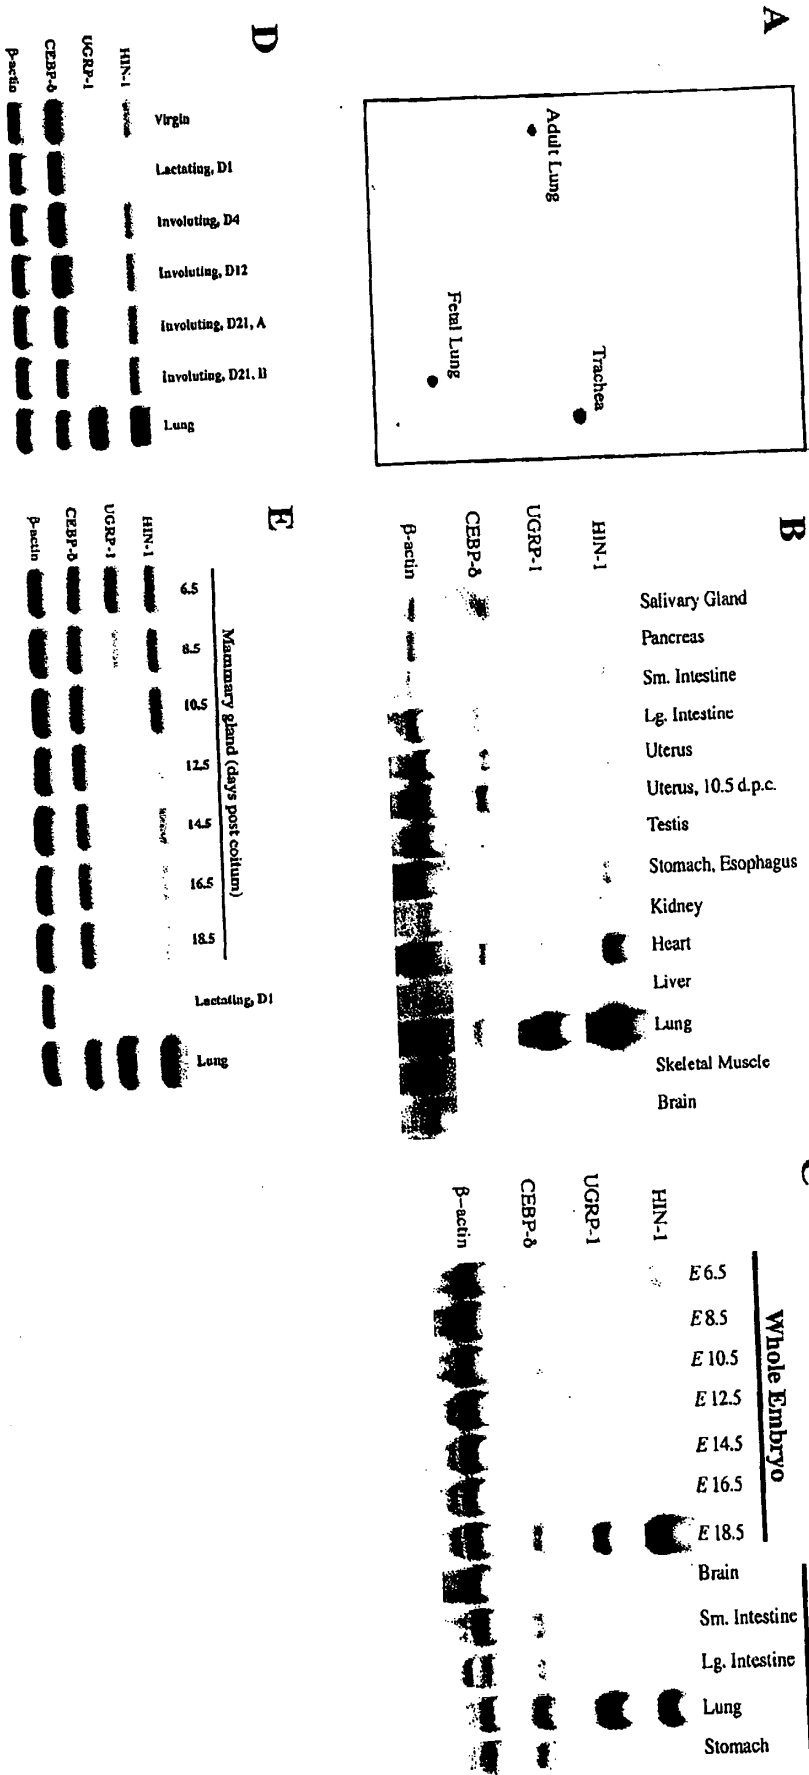 A
Adult Lung
Fetal Lung
Trachea
B
Salivary Gland
Pancreas
Sm. Intestine
Lg. Intestine
Uterus
Uterus, 10.5 d.p.c.
Testis
Stomach, Esophagus
Kidney
Heart
Liver
Lung
Skeletal Muscle
Brain
HIN-1
UGRP-1
CEBP-δ
β-actin
Whole Embryo
E 6.5
E 8.5
E 10.5
E 12.5
E 14.5
E 16.5
E 18.5
Brain
Sm. Intestine
Lg. Intestine
Lung
Stomach
HIN-1
UGRP-1
CEBP-δ
β-actin
D
Virgin
Lactating, D1
Involuting, D4
Involuting, D12
Involuting, D21, A
Involuting, D21, B
Lung
HIN-1
UGRP-1
CEBP-δ
β-actin
E
Mammary gland (days post coitum)
6.5
8.5
10.5
12.5
14.5
16.5
18.5
Lactating, D1
Lung
HIN-1
UGRP-1
CEBP-δ
β-actin